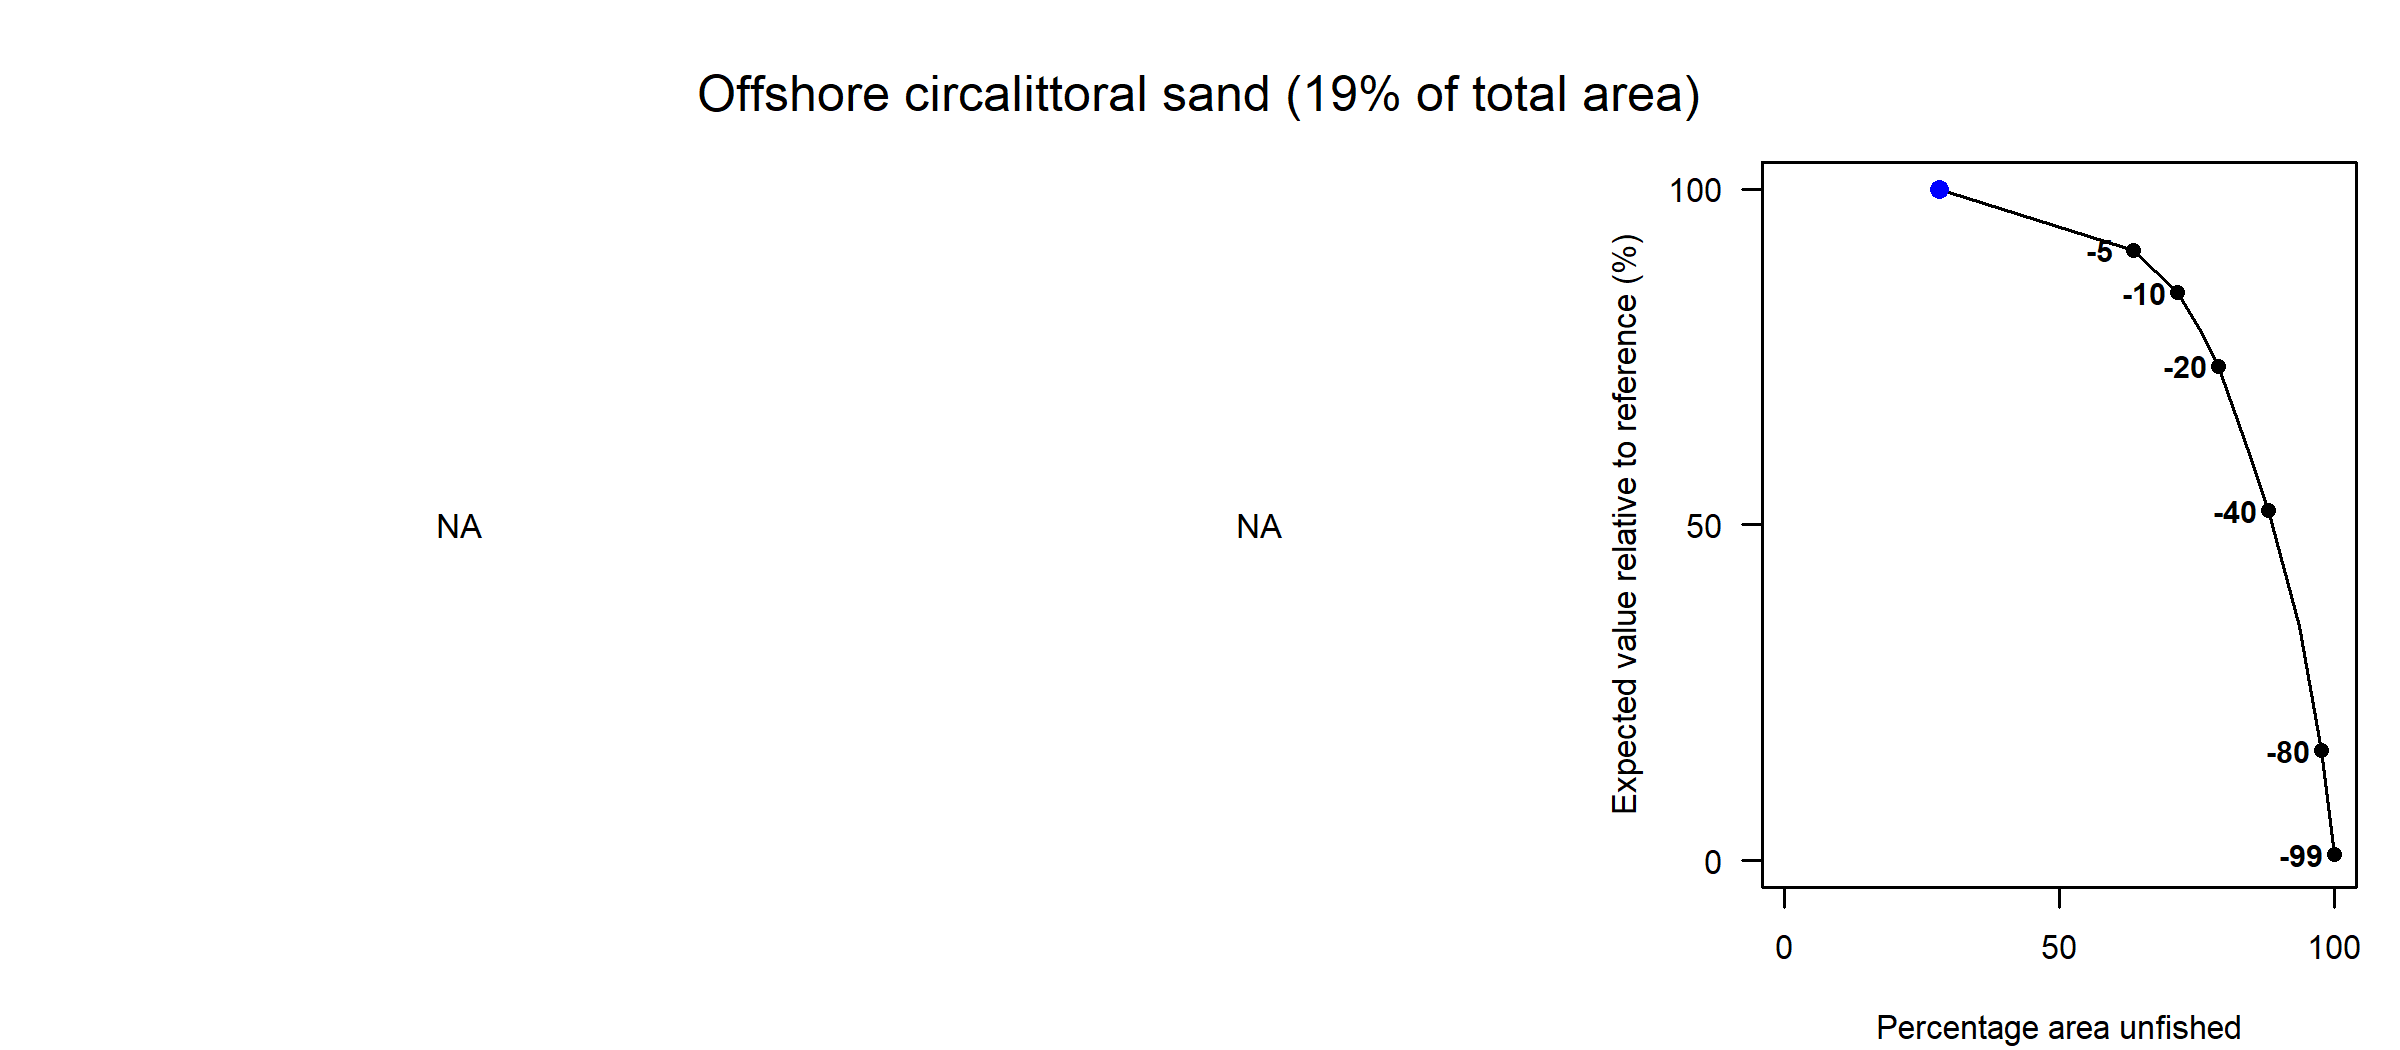 Offshore circalittoral sand (19% of total area)
NA
NA
Expected value relative to reference (%)
100
50
0
-5
-10
-20
-40
-80
-99
0
50
100
Percentage area unfished